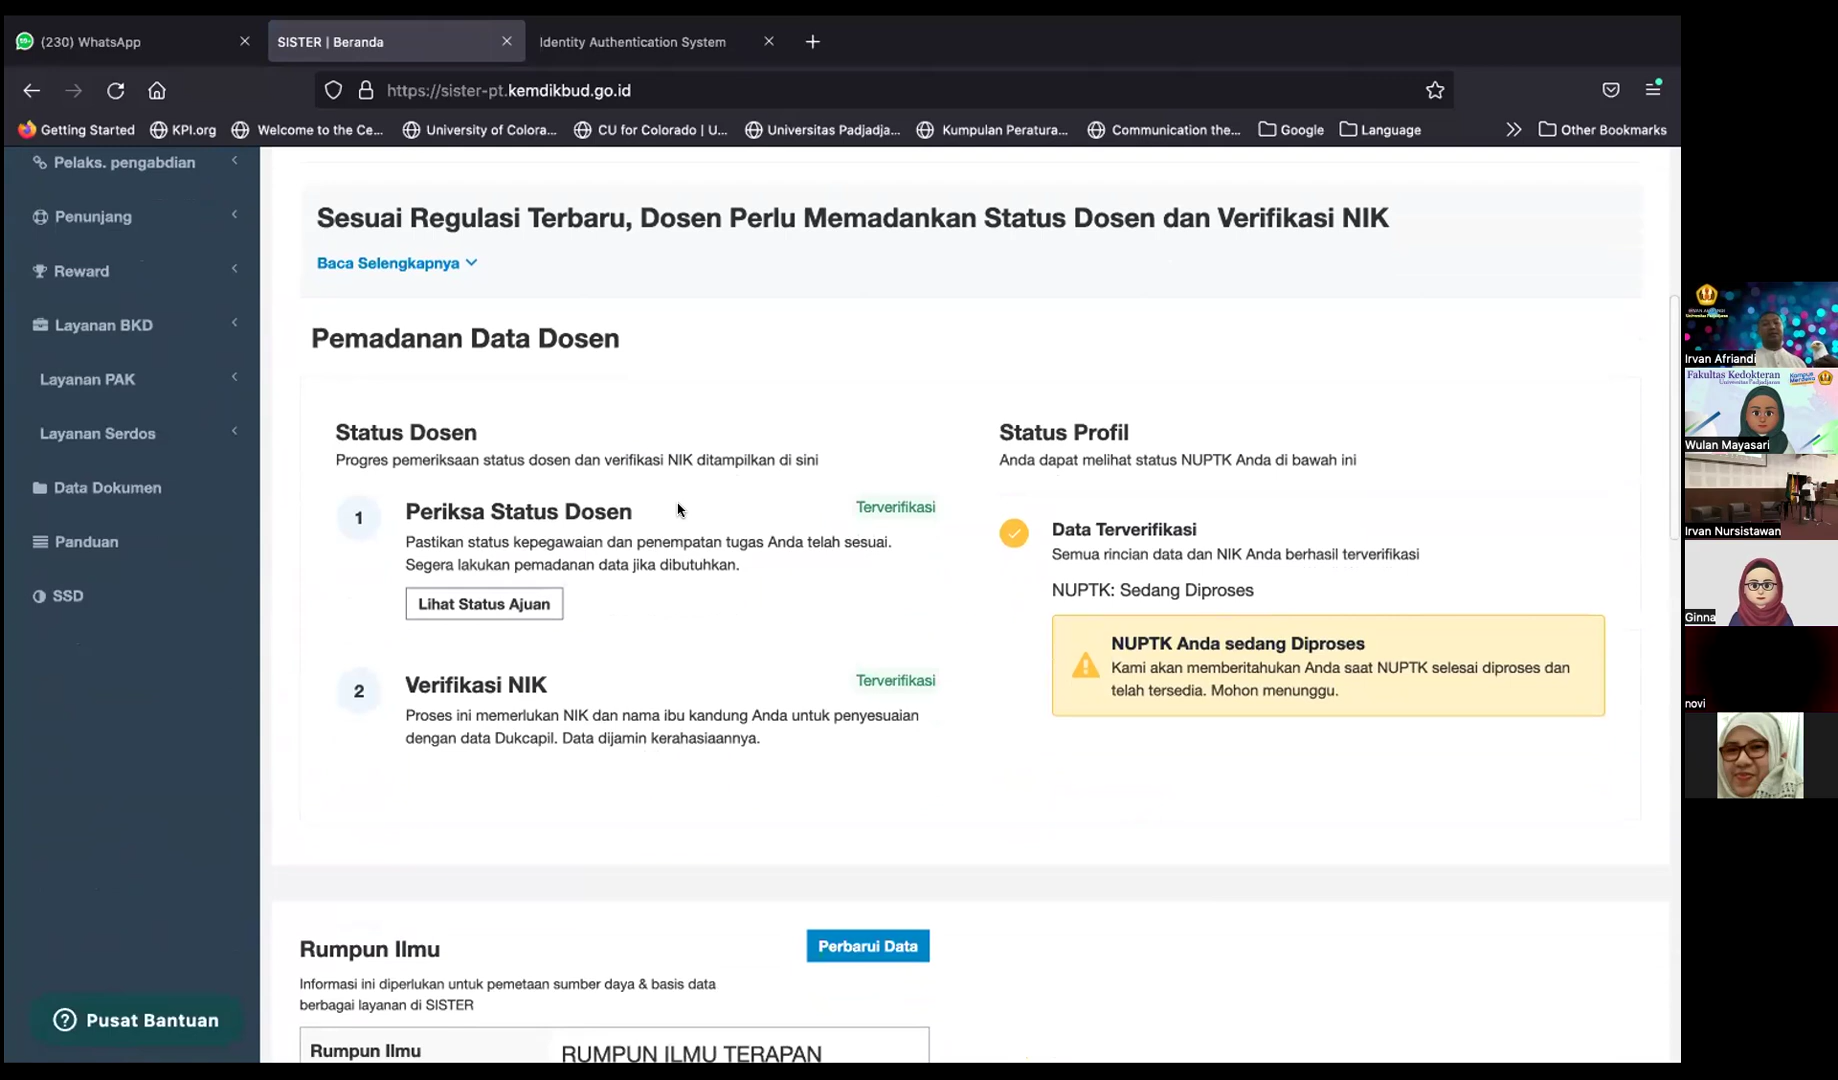 (230) WhatsApp
SISTER | Beranda
Identity Authentication System
https://sister-pt.kemdikbud.go.id
Getting Started
KPI.org
Welcome to the Ce...
University of Colora...
CU for Colorado | U...
Universitas Padjadja...
Kumpulan Peratura...
Communication the...
Google
Language
Other Bookmarks
Pelaks. pengabdian
Penunjang
Reward
Layanan BKD
Layanan PAK
Layanan Serdos
Data Dokumen
Panduan
SSD
Pusat Bantuan
Sesuai Regulasi Terbaru, Dosen Perlu Memadankan Status Dosen dan Verifikasi NIK
Baca Selengkapnya
Pemadanan Data Dosen
Status Dosen
Progres pemeriksaan status dosen dan verifikasi NIK ditampilkan di sini
1
Periksa Status Dosen
Terverifikasi
Pastikan status kepegawaian dan penempatan tugas Anda telah sesuai.
Segera lakukan pemadanan data jika dibutuhkan.
Lihat Status Ajuan
2
Verifikasi NIK
Terverifikasi
Proses ini memerlukan NIK dan nama ibu kandung Anda untuk penyesuaian
dengan data Dukcapil. Data dijamin kerahasiaannya.
Status Profil
Anda dapat melihat status NUPTK Anda di bawah ini
Data Terverifikasi
Semua rincian data dan NIK Anda berhasil terverifikasi
NUPTK: Sedang Diproses
NUPTK Anda sedang Diproses
Kami akan memberitahukan Anda saat NUPTK selesai diproses dan
telah tersedia. Mohon menunggu.
Rumpun Ilmu
Perbarui Data
Informasi ini diperlukan untuk pemetaan sumber daya & basis data
berbagai layanan di SISTER
Rumpun Ilmu
RUMPUN ILMU TERAPAN
Irvan Afriandi
Fakultas Kedokteran
Universitas Padjadjaran
Kampus
Merdeka
Wulan Mayasari
Irvan Nursistawan
Ginna
novi